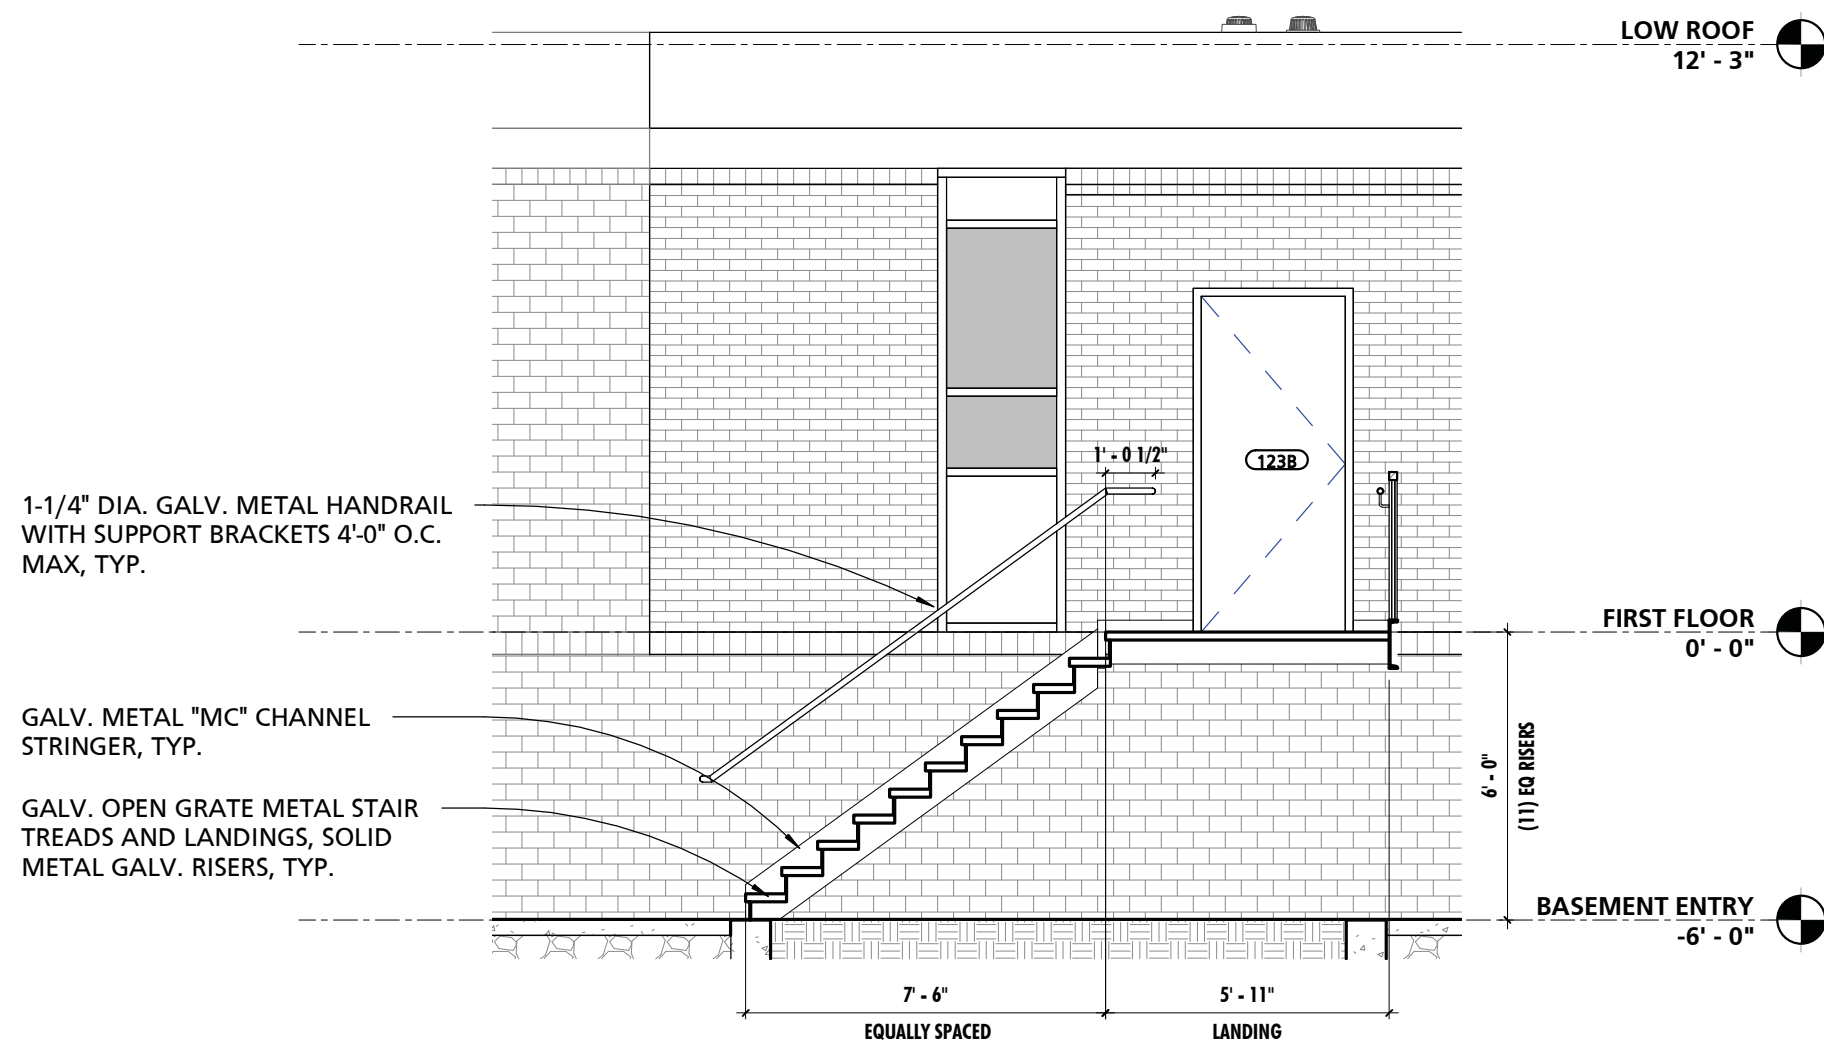 LOW ROOF
12' - 3"
1' - 0 1/2"
123B
1-1/4" DIA. GALV. METAL HANDRAIL
WITH SUPPORT BRACKETS 4'-0" O.C.
MAX, TYP.
FIRST FLOOR
0' - 0"
GALV. METAL "MC" CHANNEL
STRINGER, TYP.
6' - 0"
(11) EQ RISERS
GALV. OPEN GRATE METAL STAIR
TREADS AND LANDINGS, SOLID
METAL GALV. RISERS, TYP.
BASEMENT ENTRY
-6' - 0"
7' - 6"
EQUALLY SPACED
5' - 11"
LANDING